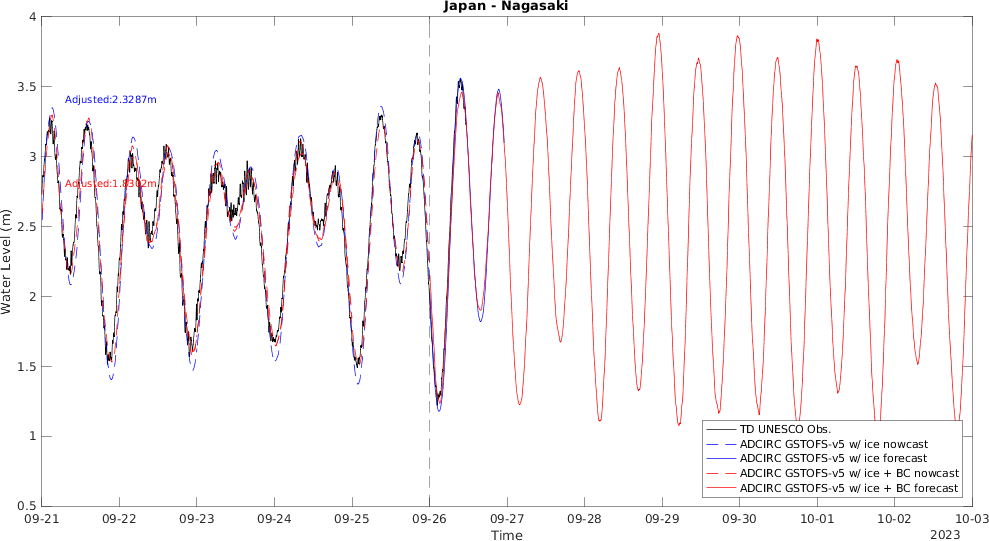 Japan - Nagasaki
Water Level (m)
4
3.5
3
2.5
2
1.5
1
0.5
Adjusted:2.3287m
Adjusted:1.8302m
TD UNESCO Obs.
ADCIRC GSTOFS-v5 w/ ice nowcast
ADCIRC GSTOFS-v5 w/ ice forecast
ADCIRC GSTOFS-v5 w/ ice + BC nowcast
ADCIRC GSTOFS-v5 w/ ice + BC forecast
09-21 09-22 09-23 09-24 09-25 09-26 09-27 09-28 09-29 09-30 10-01 10-02 10-03
Time
2023